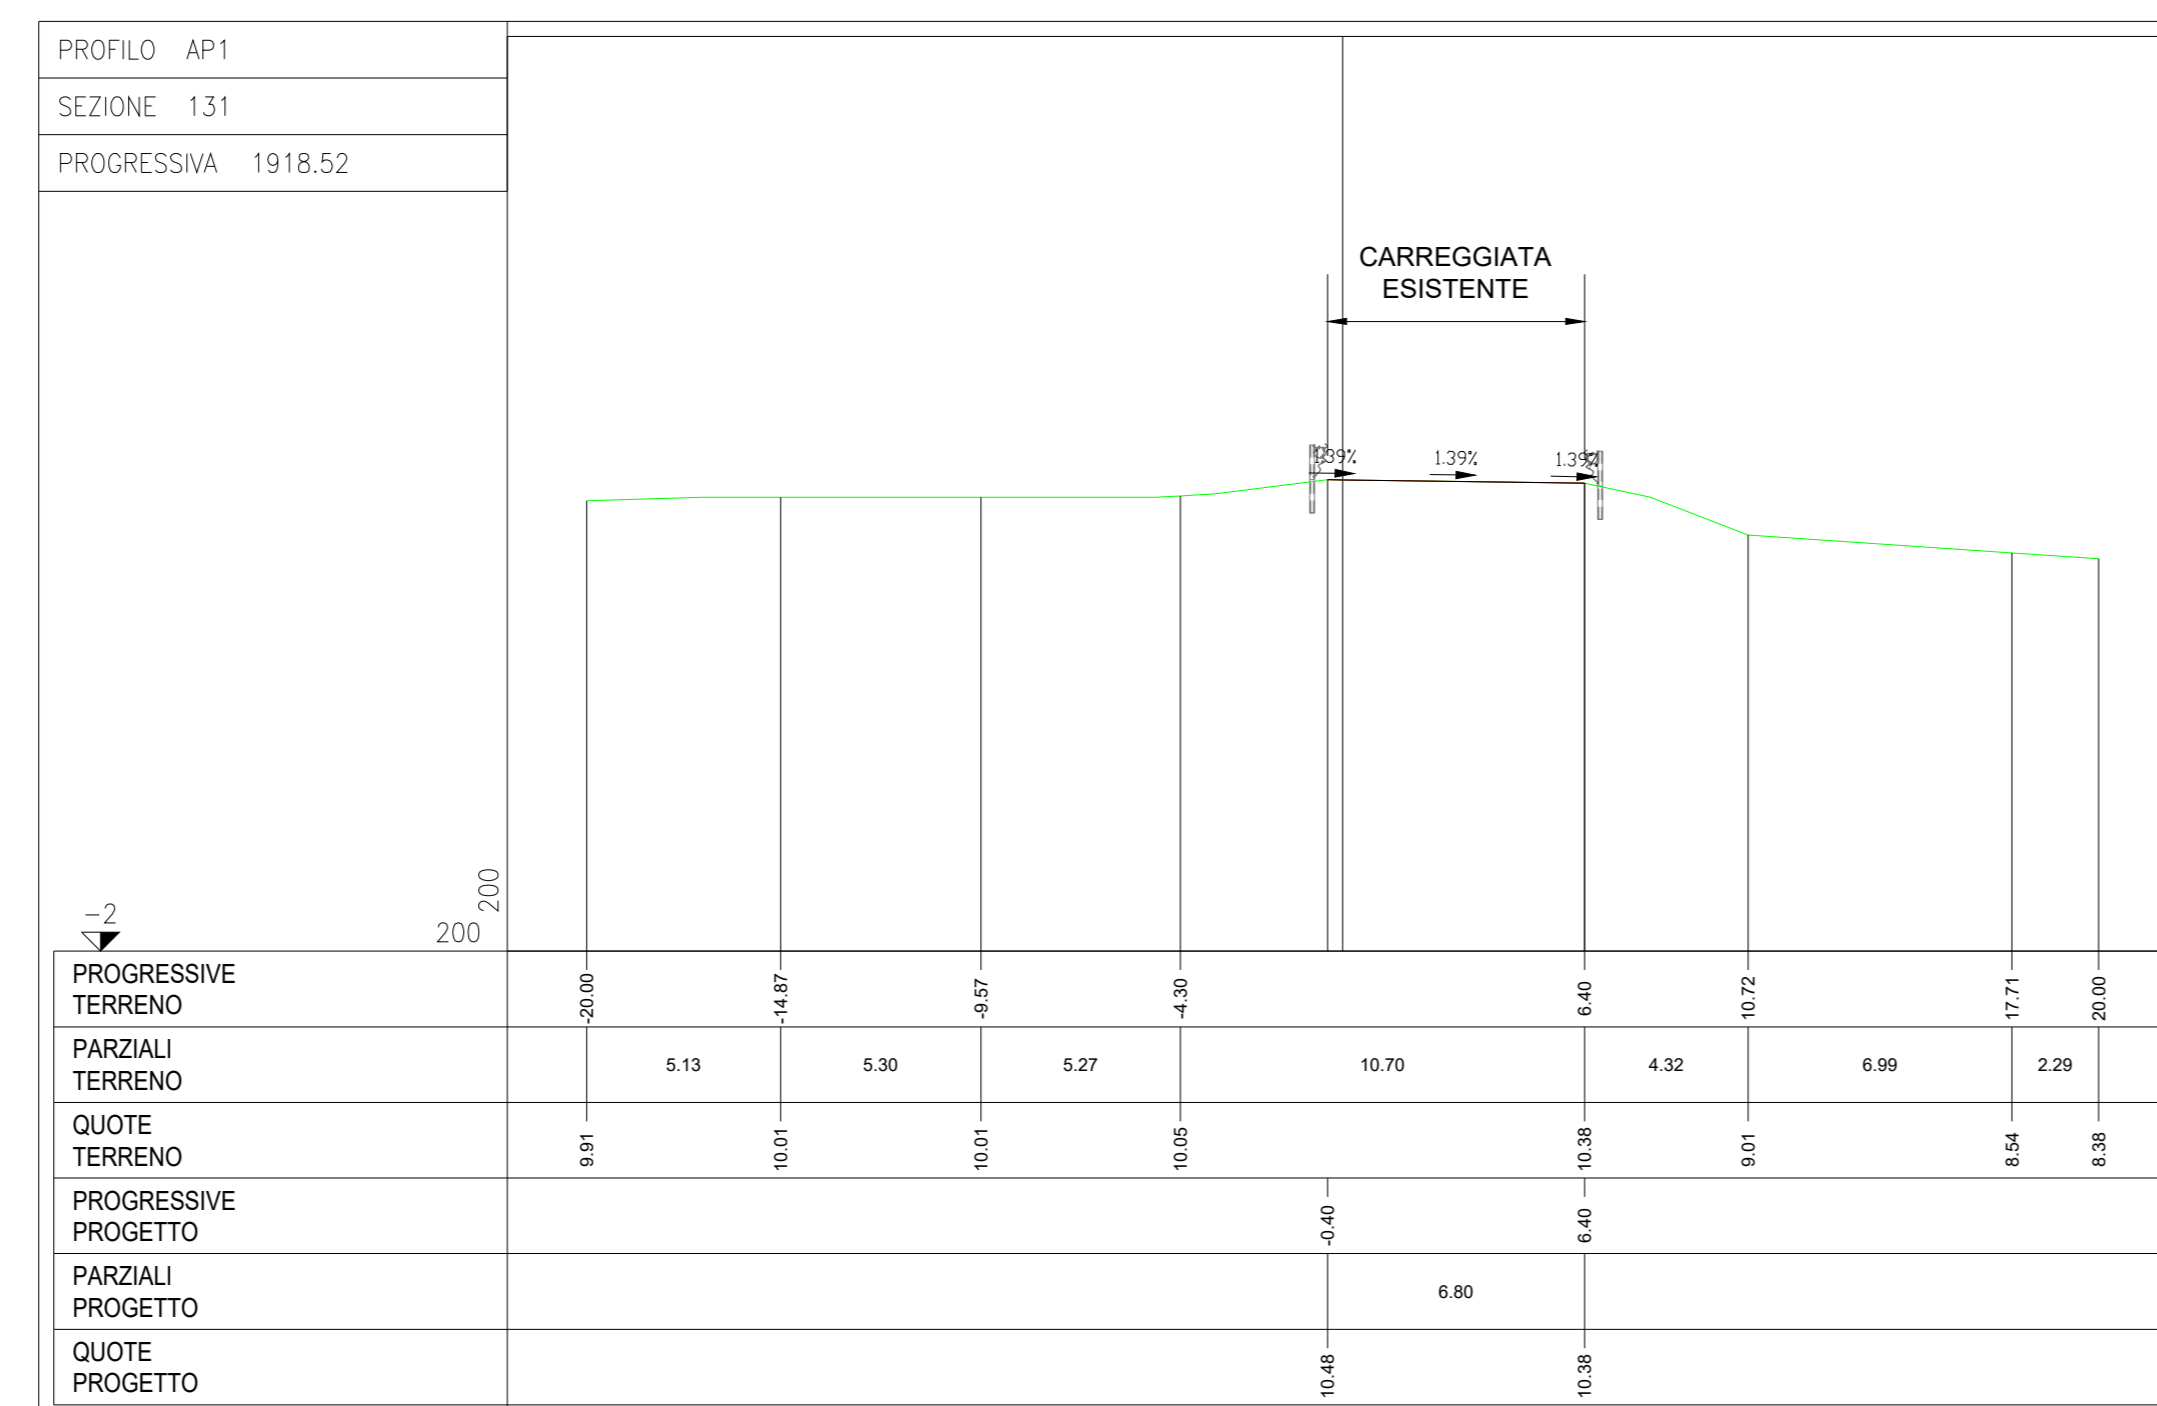 PROFILO AP1
SEZIONE 131
PROGRESSIVA 1918.52
CARREGGIATA
ESISTENTE
1.39% 1.39% 1.39%
200
-2
200
PROGRESSIVE
TERRENO
-20.00 -14.87 -9.57 -4.30 6.40 10.72 17.71 20.00
PARZIALI
TERRENO
5.13 5.30 5.27 10.70 4.32 6.99 2.29
QUOTE
TERRENO
9.91 10.01 10.01 10.05 10.38 9.01 8.54 8.38
PROGRESSIVE
PROGETTO
-0.40 6.40
PARZIALI
PROGETTO
6.80
QUOTE
PROGETTO
10.48 10.38